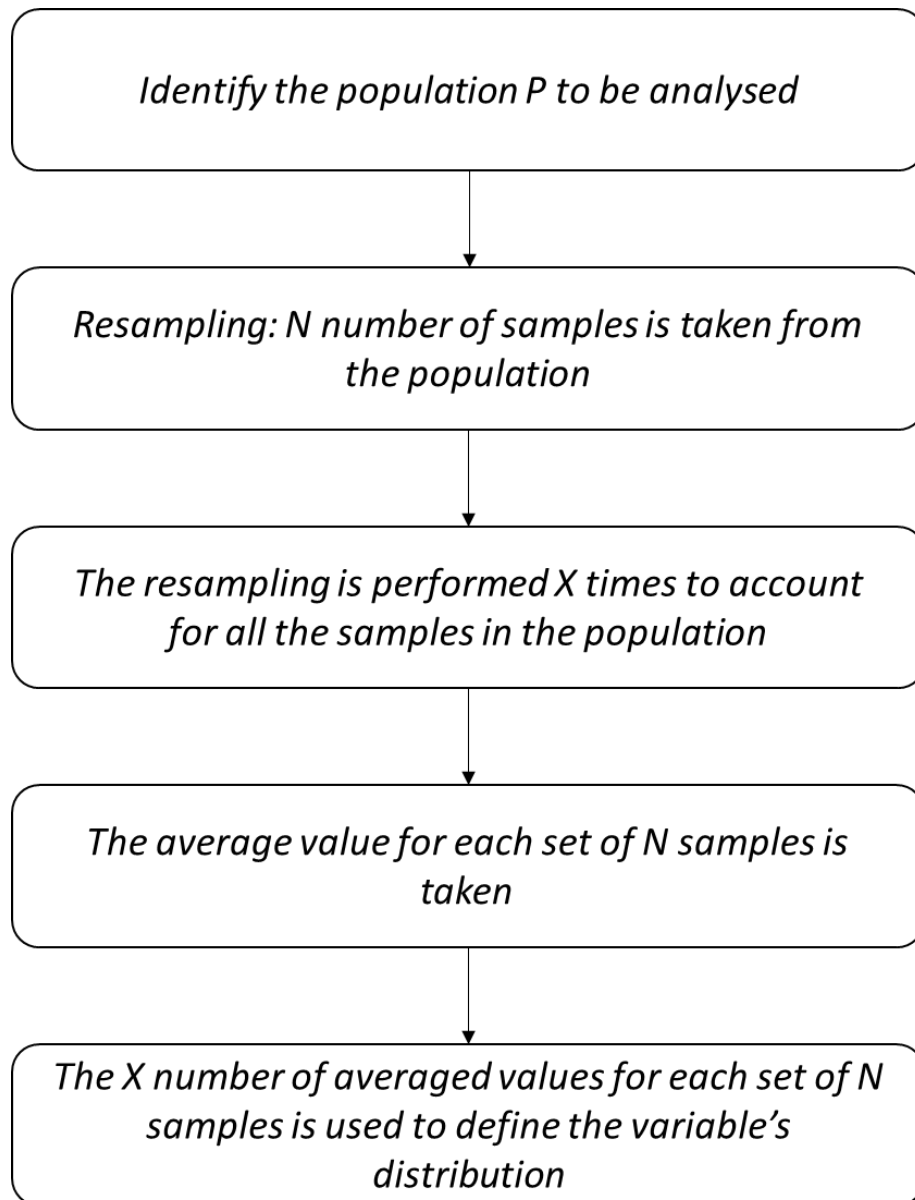 Identify the population P to be analysed
Resampling: N number of samples is taken from
the population
The resampling is performed X times to account
for all the samples in the population
The average value for each set of N samples is
taken
The X number of averaged values for each set of N
samples is used to define the variable’s
distribution